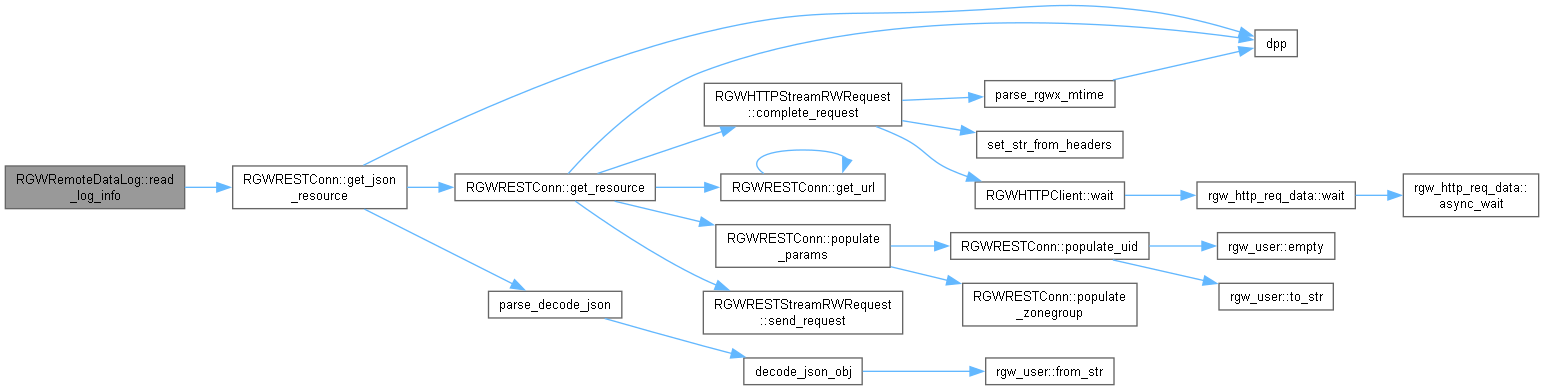 RGWRemoteDataLog::read
_log_info
RGWRESTConn::get_json
_resource
RGWRESTConn::get_resource
parse_decode_json
RGWHTTPStreamRWRequest
::complete_request
RGWRESTConn::get_url
RGWRESTConn::populate
_params
RGWRESTStreamRWRequest
::send_request
decode_json_obj
dpp
parse_rgwx_mtime
set_str_from_headers
RGWHTTPClient::wait
rgw_http_req_data::wait
rgw_http_req_data::
async_wait
RGWRESTConn::populate_uid
rgw_user::empty
rgw_user::to_str
RGWRESTConn::populate
_zonegroup
rgw_user::from_str